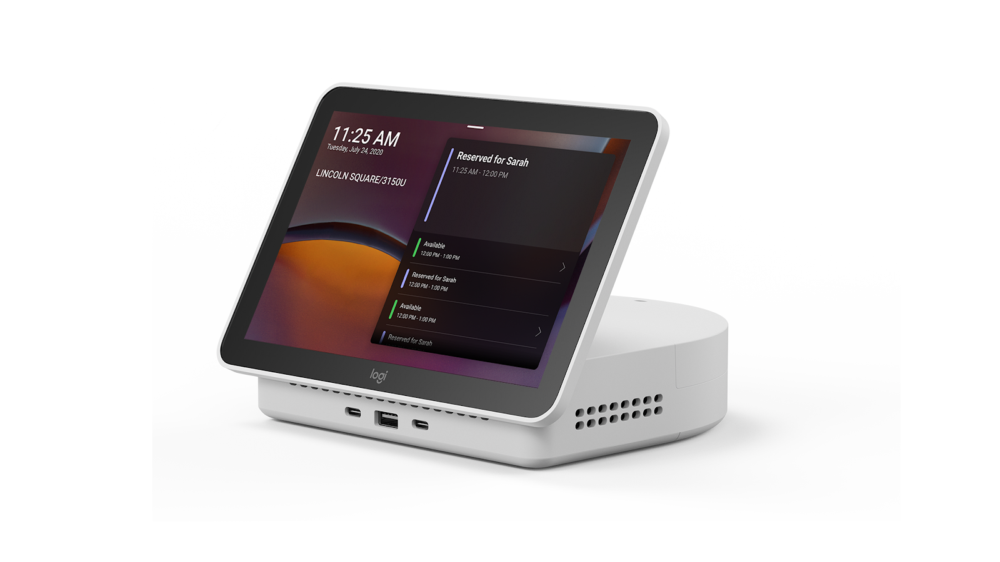 11:25 AM
Tuesday, July 24, 2020
LINCOLN SQUARE/3150U
Reserved for Sarah
11:25 AM - 12:00 PM
Available
12:00 PM - 1:00 PM
Reserved for Sarah
12:00 PM - 1:00 PM
Available
12:00 PM - 1:00 PM
Reserved for Sarah
logi